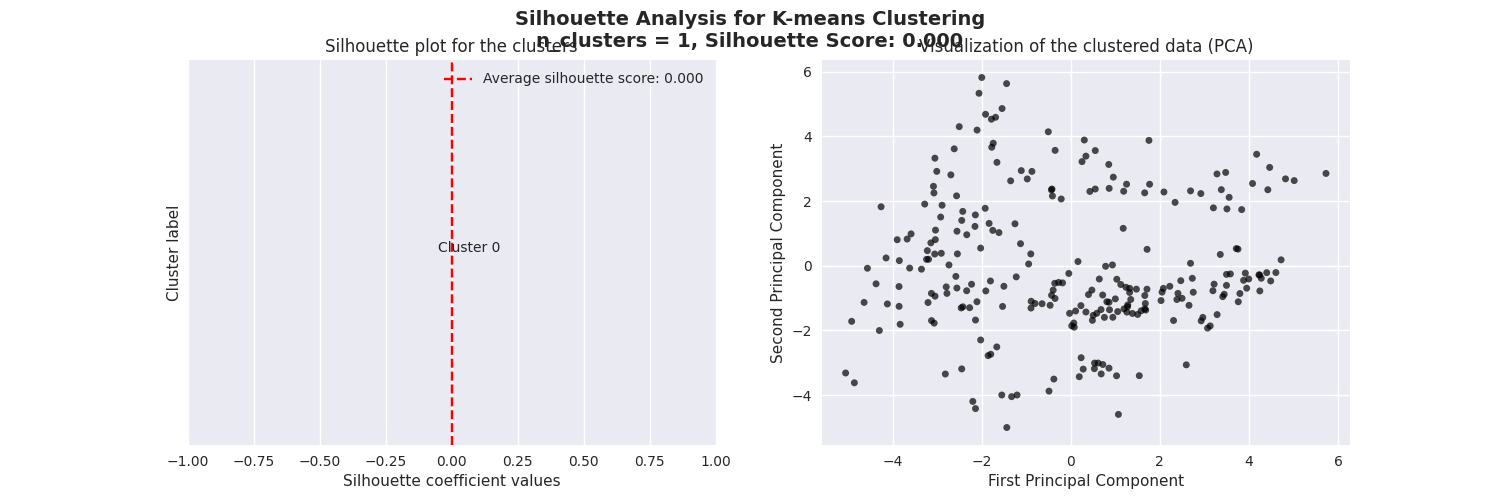 Silhouette Analysis for K-means Clustering
n_clusters = 1, Silhouette Score: 0.000
Silhouette plot for the clusters
Average silhouette score: 0.000
Cluster 0
Cluster label
−1.00 −0.75 −0.50 −0.25 0.00 0.25 0.50 0.75 1.00
Silhouette coefficient values
Visualization of the clustered data (PCA)
6
4
2
0
−2
−4
Second Principal Component
−4 −2 0 2 4 6
First Principal Component